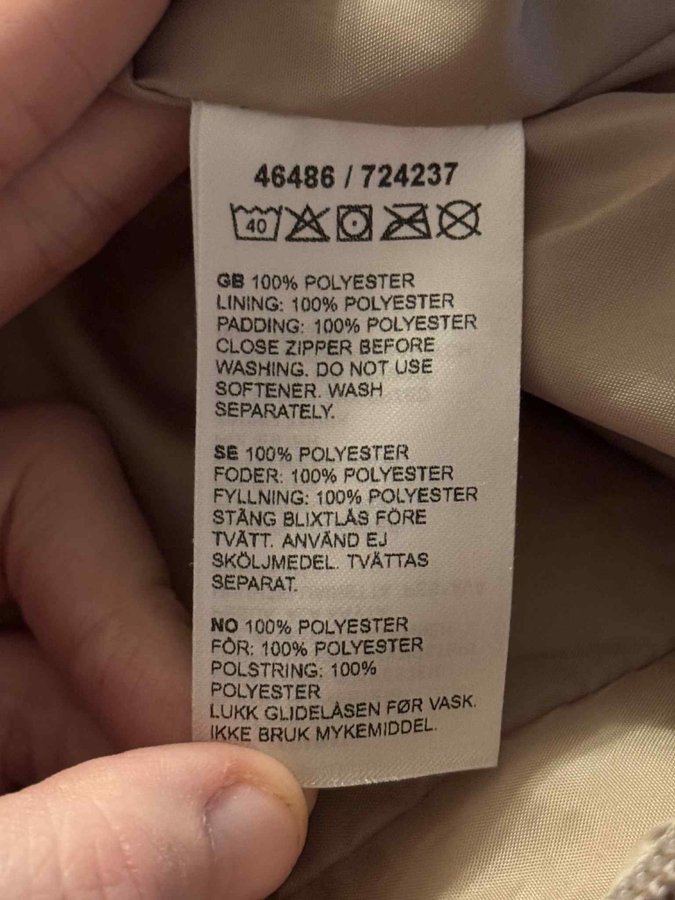 46486 / 724237
40
GB 100% POLYESTER
LINING: 100% POLYESTER
PADDING: 100% POLYESTER
CLOSE ZIPPER BEFORE
WASHING. DO NOT USE
SOFTENER. WASH
SEPARATELY.
SE 100% POLYESTER
FODER: 100% POLYESTER
FYLLNING: 100% POLYESTER
STÄNG BLIXTLÅS FÖRE
TVÄTT. ANVÄND EJ
SKÖLJMEDEL. TVÄTTAS
SEPARAT.
NO 100% POLYESTER
FÔR: 100% POLYESTER
POLSTRING: 100%
POLYESTER
LUKK GLIDELÅSEN FØR VASK.
IKKE BRUK MYKEMIDDEL.